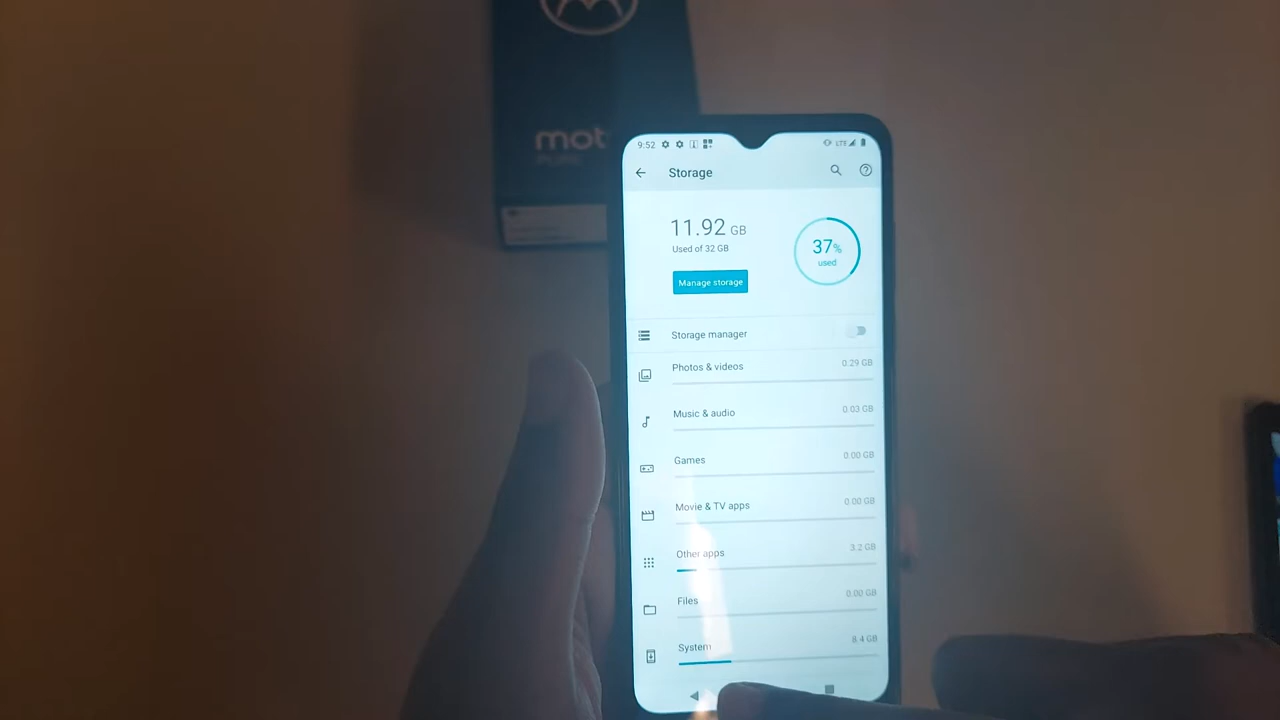 mot
9:52 LTE
Storage
11.92 GB
Used of 32 GB
37%
used
Manage storage
Storage manager
Photos & videos 0.29 GB
Music & audio 0.03 GB
Games 0.00 GB
Movie & TV apps 0.00 GB
Other apps 3.2 GB
Files 0.00 GB
System 8.4 GB